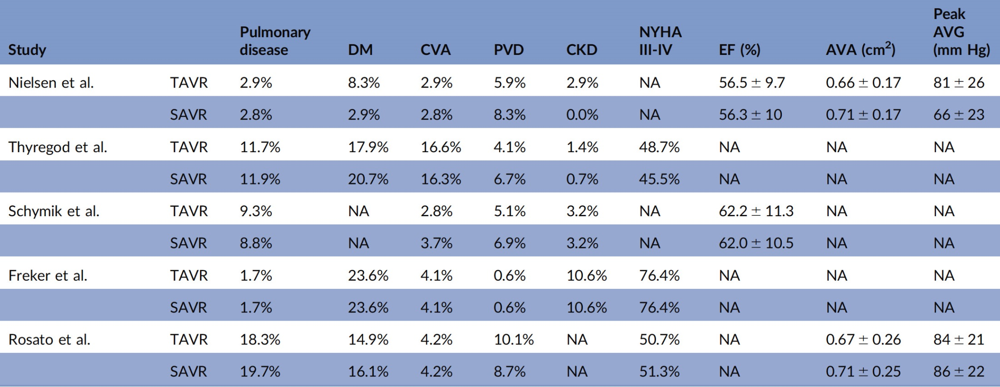 Study Pulmonary disease DM CVA PVD CKD NYHA III-IV EF (%) AVA (cm²) Peak AVG (mm Hg)
Nielsen et al. TAVR 2.9% 8.3% 2.9% 5.9% 2.9% NA 56.5 ± 9.7 0.66 ± 0.17 81 ± 26
SAVR 2.8% 2.9% 2.8% 8.3% 0.0% NA 56.3 ± 10 0.71 ± 0.17 66 ± 23
Thyregod et al. TAVR 11.7% 17.9% 16.6% 4.1% 1.4% 48.7% NA NA NA
SAVR 11.9% 20.7% 16.3% 6.7% 0.7% 45.5% NA NA NA
Schymik et al. TAVR 9.3% NA 2.8% 5.1% 3.2% NA 62.2 ± 11.3 NA NA
SAVR 8.8% NA 3.7% 6.9% 3.2% NA 62.0 ± 10.5 NA NA
Freker et al. TAVR 1.7% 23.6% 4.1% 0.6% 10.6% 76.4% NA NA NA
SAVR 1.7% 23.6% 4.1% 0.6% 10.6% 76.4% NA NA NA
Rosato et al. TAVR 18.3% 14.9% 4.2% 10.1% NA 50.7% NA 0.67 ± 0.26 84 ± 21
SAVR 19.7% 16.1% 4.2% 8.7% NA 51.3% NA 0.71 ± 0.25 86 ± 22